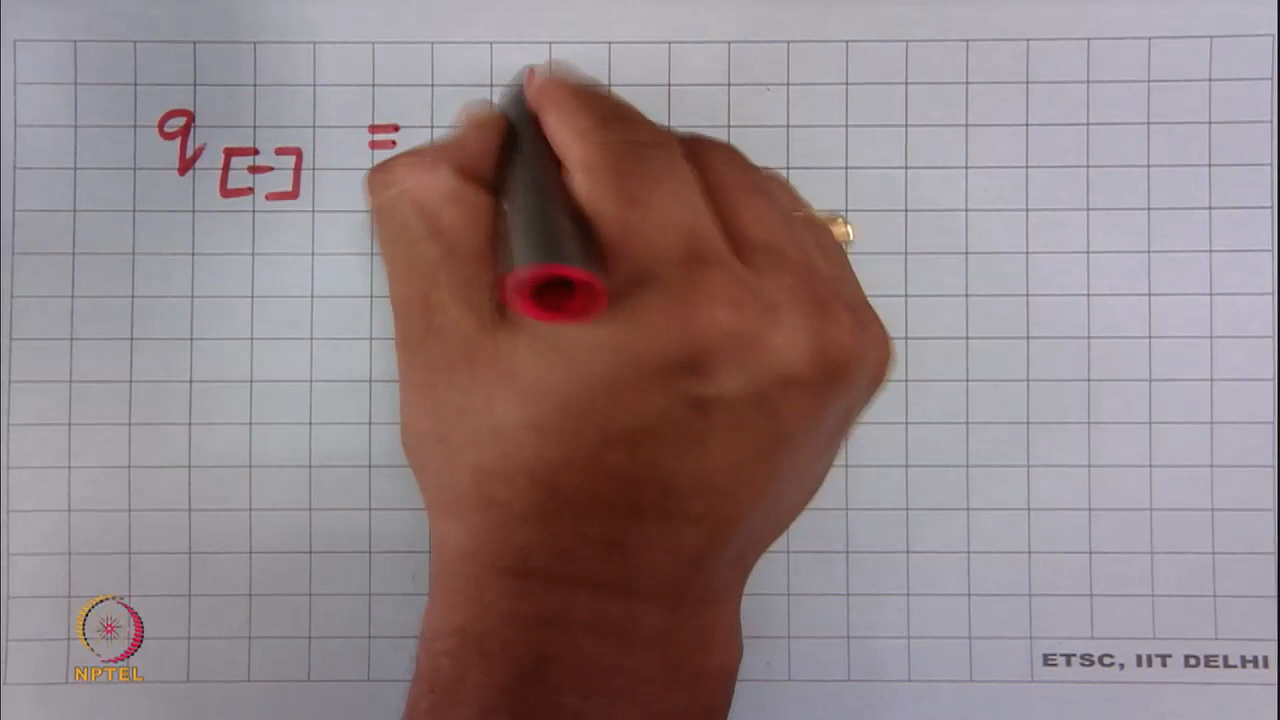 q[-] =
NPTEL
ETSC, IIT DELHI